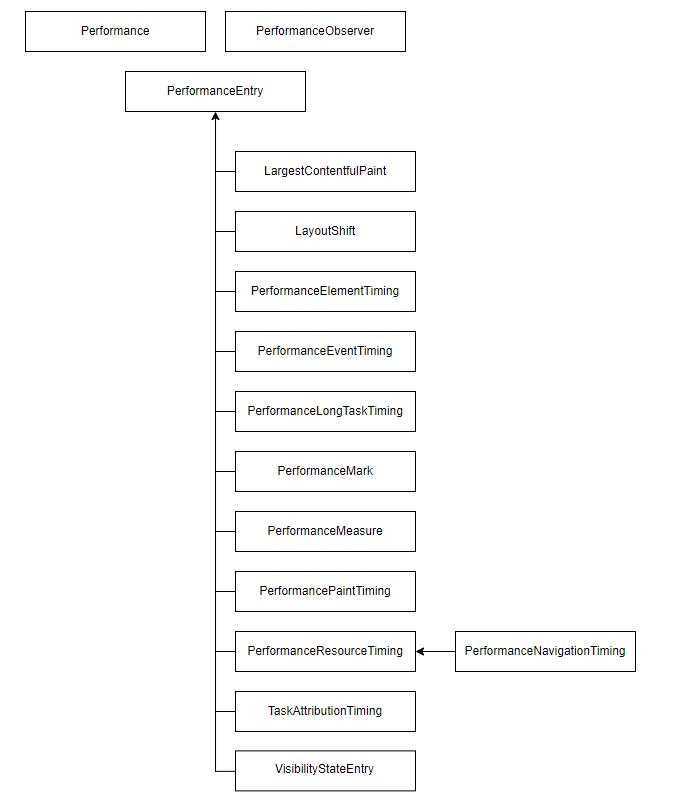 Performance
PerformanceObserver
PerformanceEntry
LargestContentfulPaint
LayoutShift
PerformanceElementTiming
PerformanceEventTiming
PerformanceLongTaskTiming
PerformanceMark
PerformanceMeasure
PerformancePaintTiming
PerformanceResourceTiming
PerformanceNavigationTiming
TaskAttributionTiming
VisibilityStateEntry